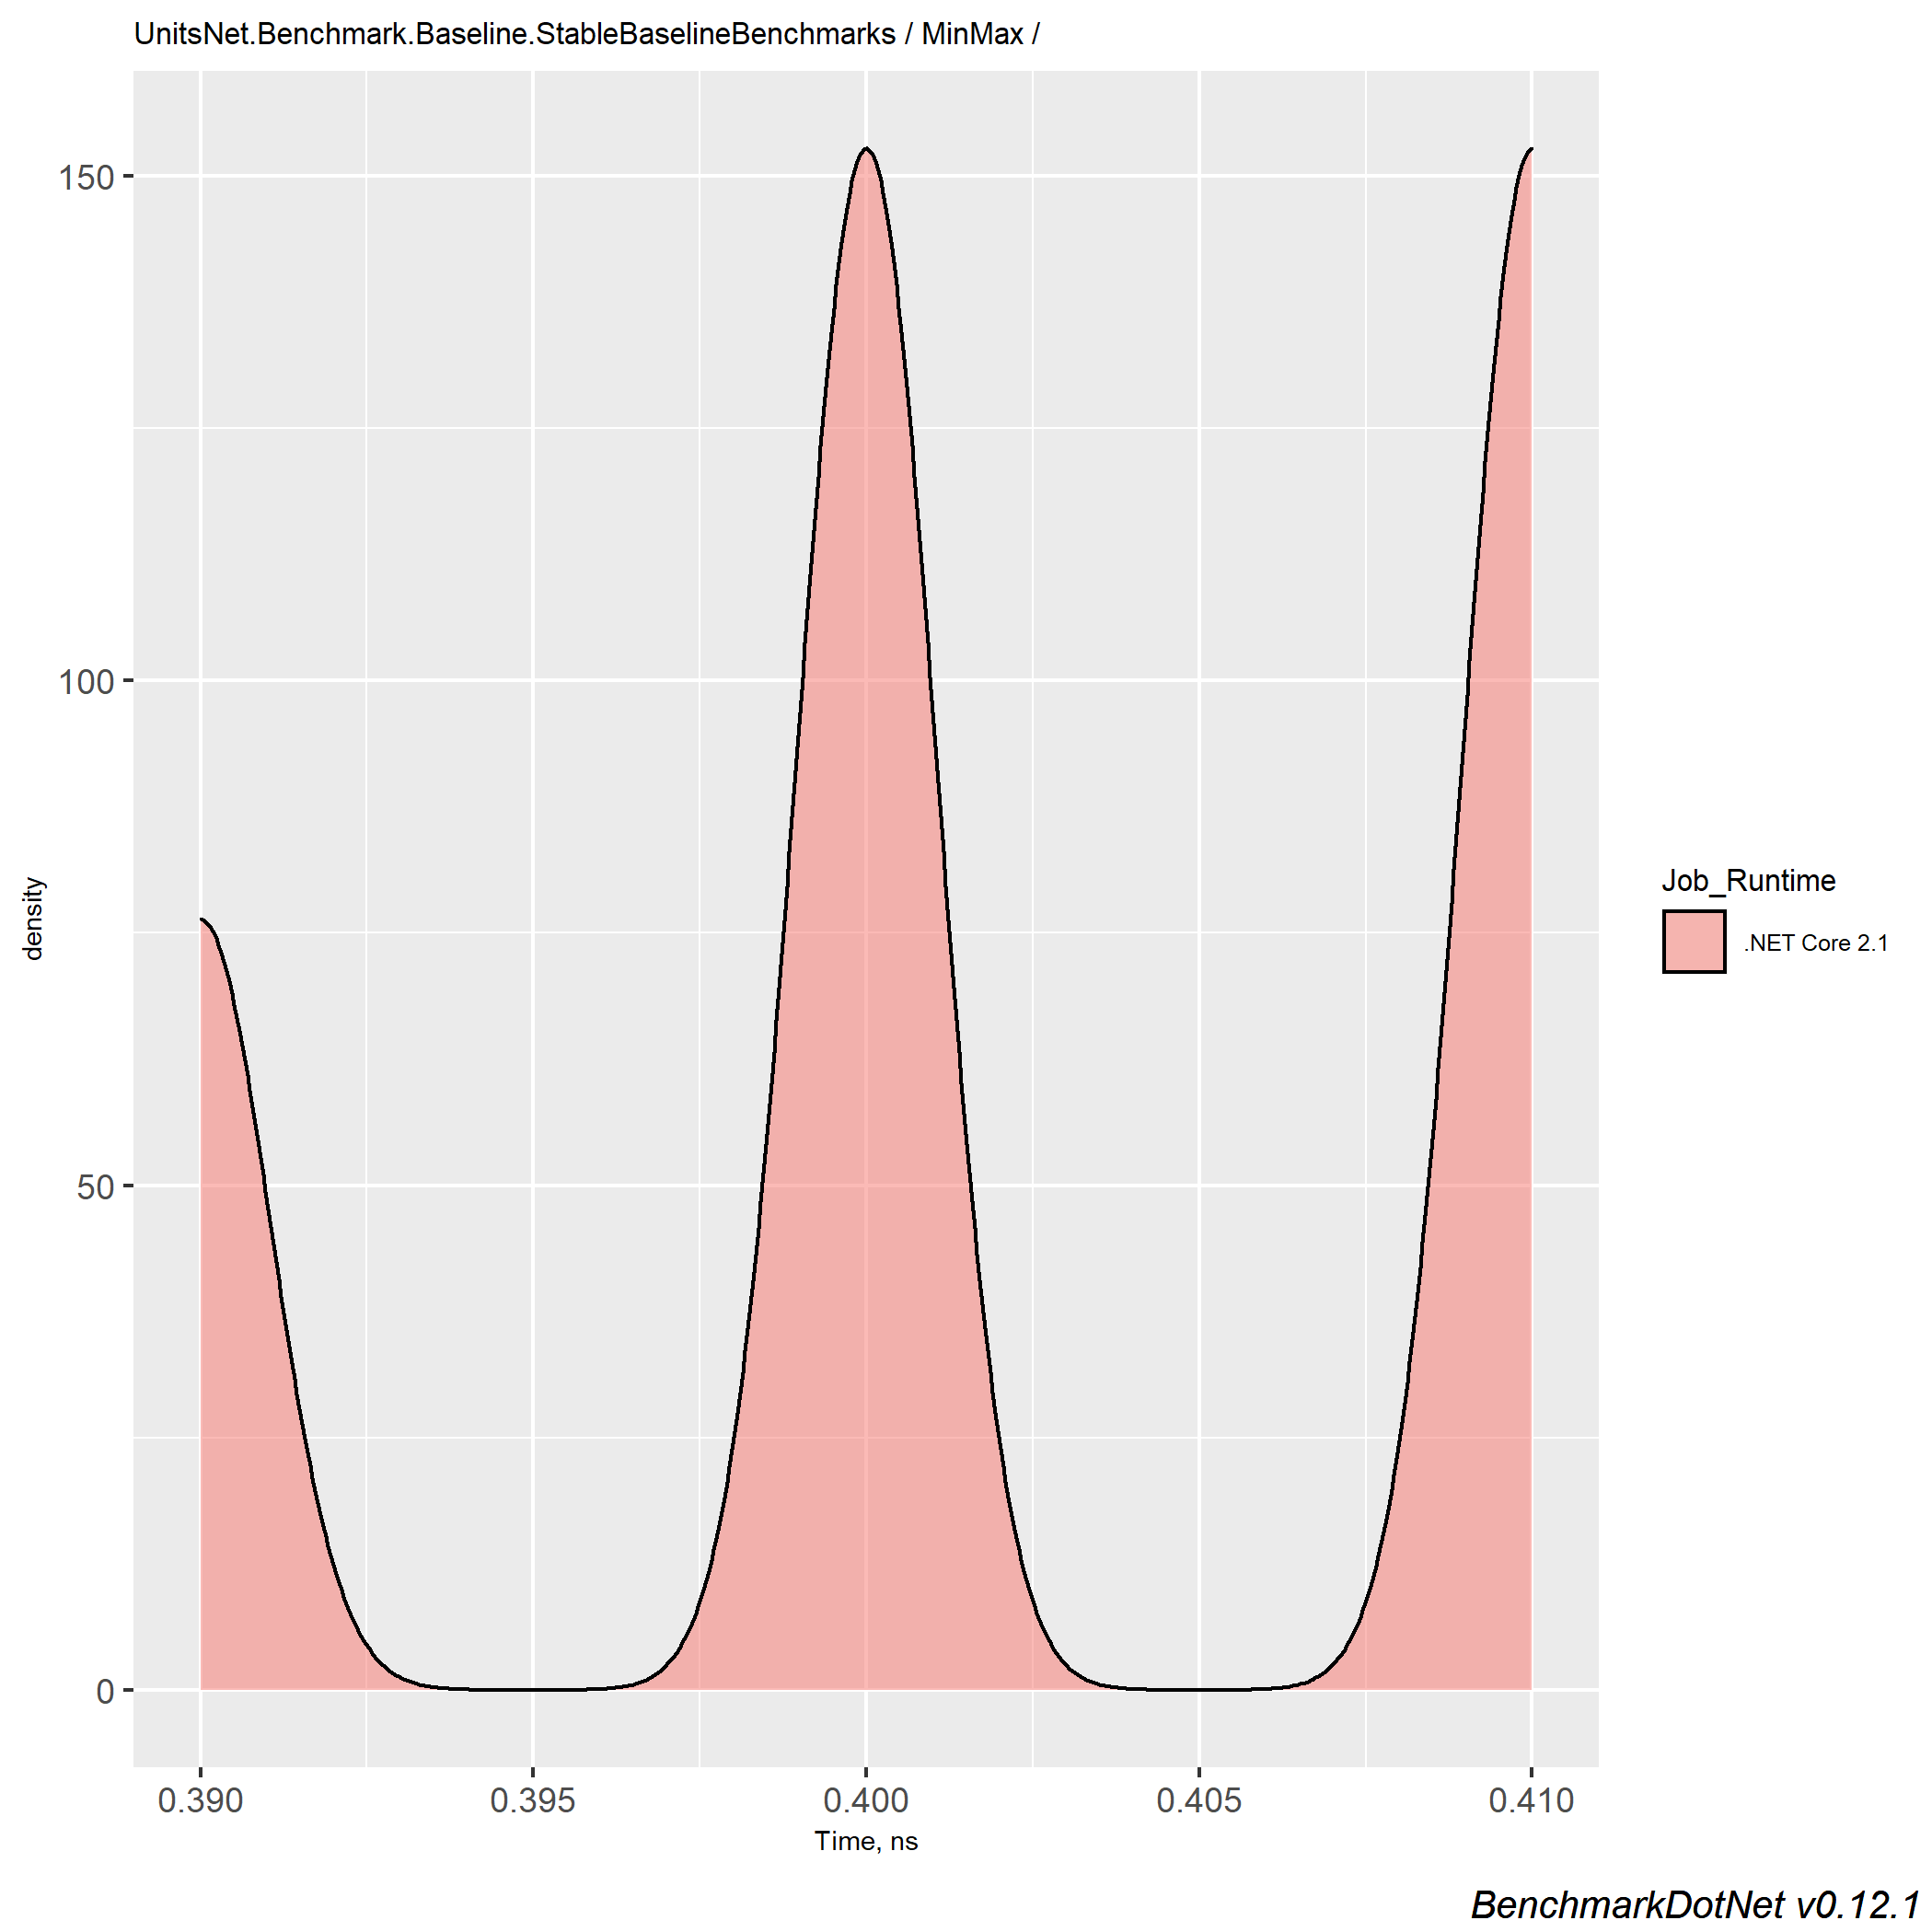 UnitsNet.Benchmark.Baseline.StableBaselineBenchmarks / MinMax /
150
100
50
0
density
0.390 0.395 0.400 0.405 0.410
Time, ns
Job_Runtime
.NET Core 2.1
BenchmarkDotNet v0.12.1